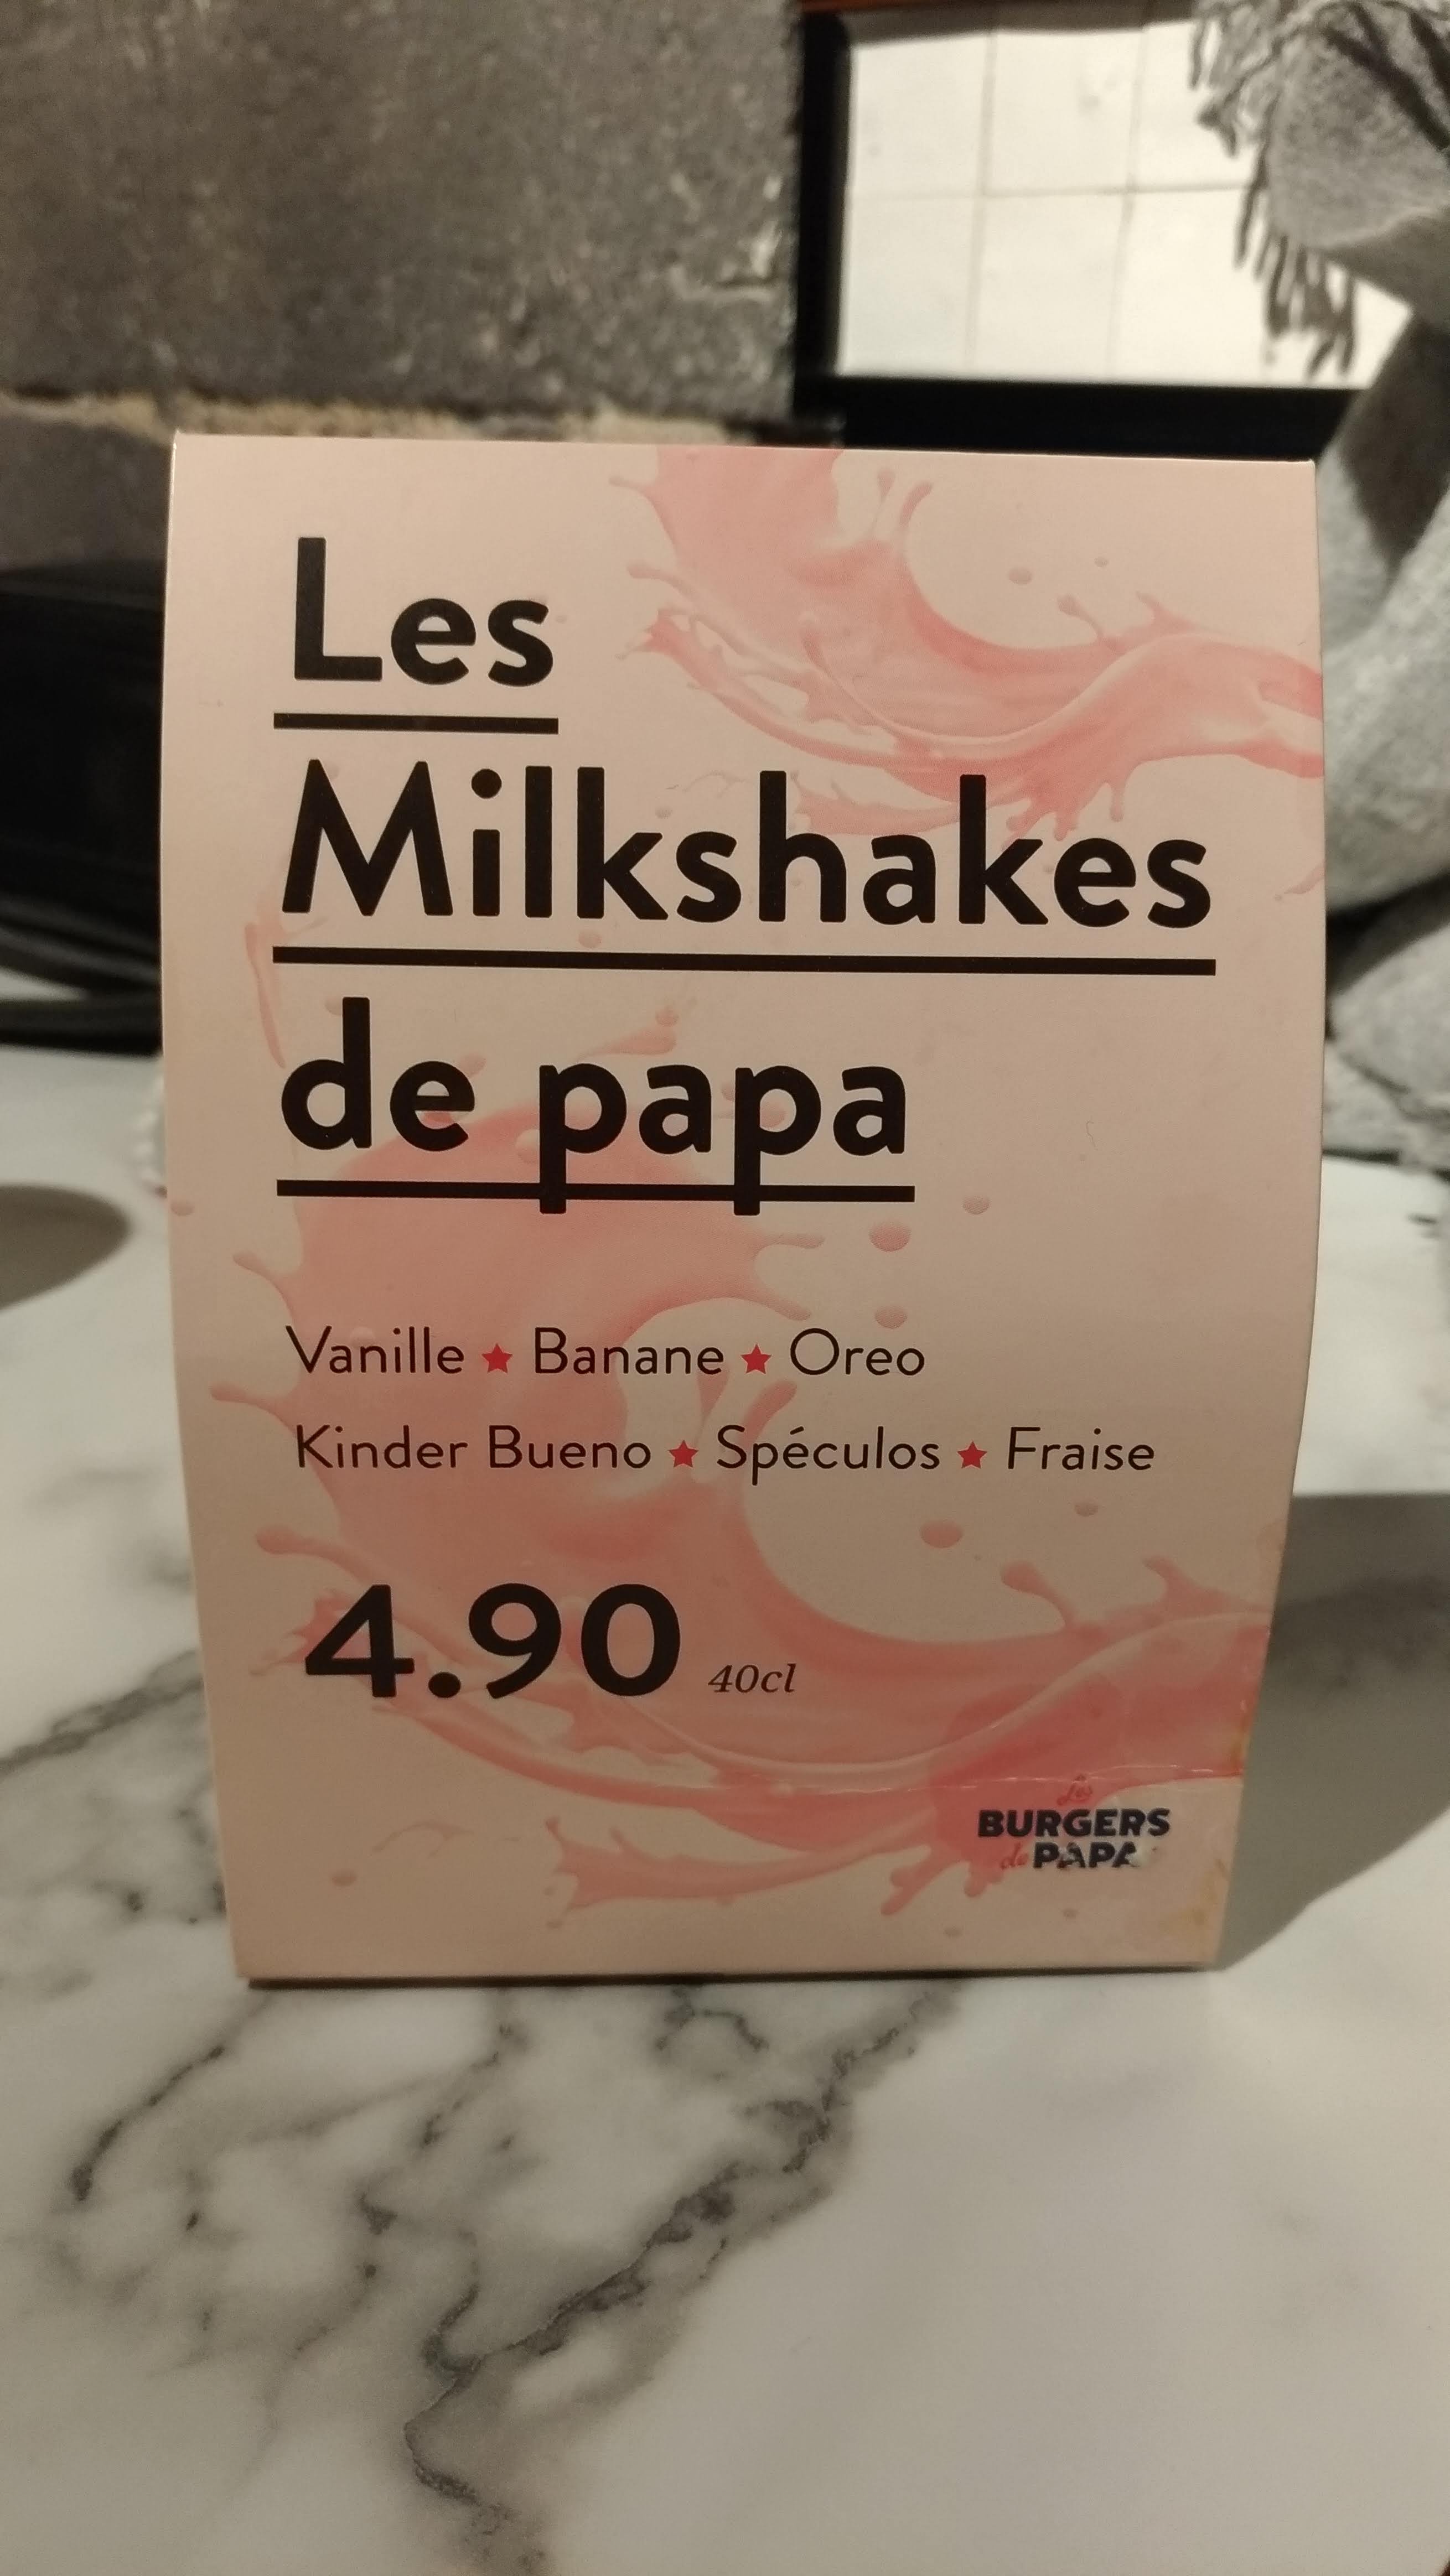 Les
Milkshakes
de papa
Vanille ★ Banane ★ Oreo
Kinder Bueno ★ Spéculos ★ Fraise
4.90 40cl
Les
BURGERS
de PAPA